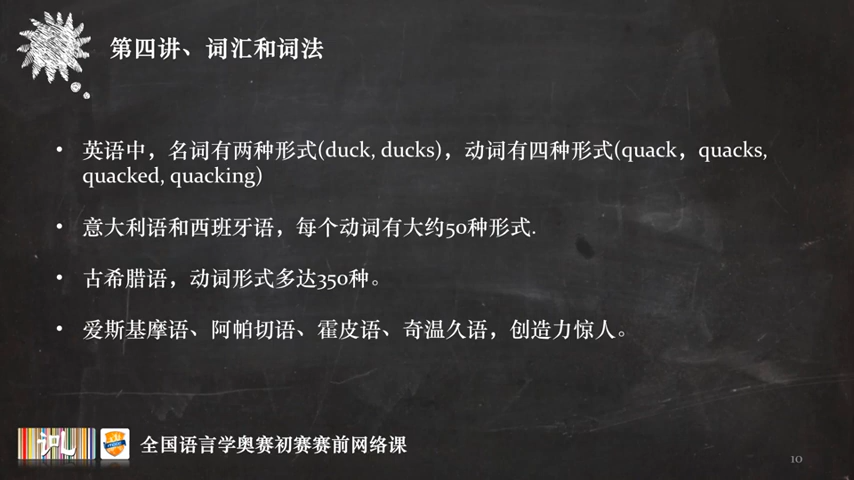 第四讲、词汇和词法
• 英语中，名词有两种形式(duck, ducks)，动词有四种形式(quack，quacks,
quacked, quacking)
• 意大利语和西班牙语，每个动词有大约50种形式.
• 古希腊语，动词形式多达350种。
• 爱斯基摩语、阿帕切语、霍皮语、奇温久语，创造力惊人。
全国语言学奥赛初赛赛前网络课
10